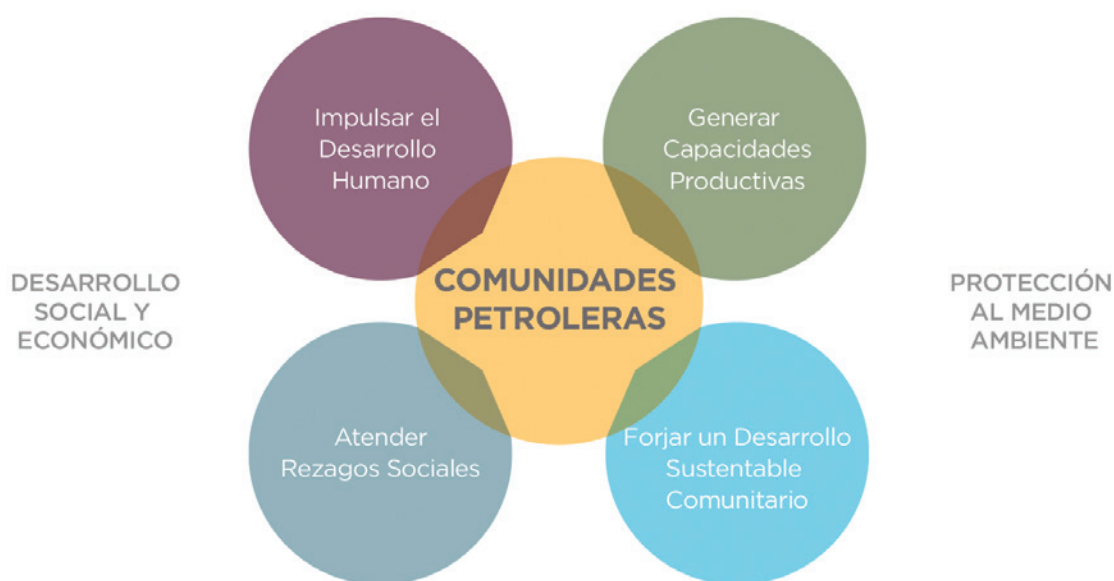 Impulsar el
Desarrollo
Humano
Generar
Capacidades
Productivas
DESARROLLO
SOCIAL Y
ECONÓMICO
COMUNIDADES
PETROLERAS
PROTECCIÓN
AL MEDIO
AMBIENTE
Atender
Rezagos Sociales
Forjar un Desarrollo
Sustentable
Comunitario